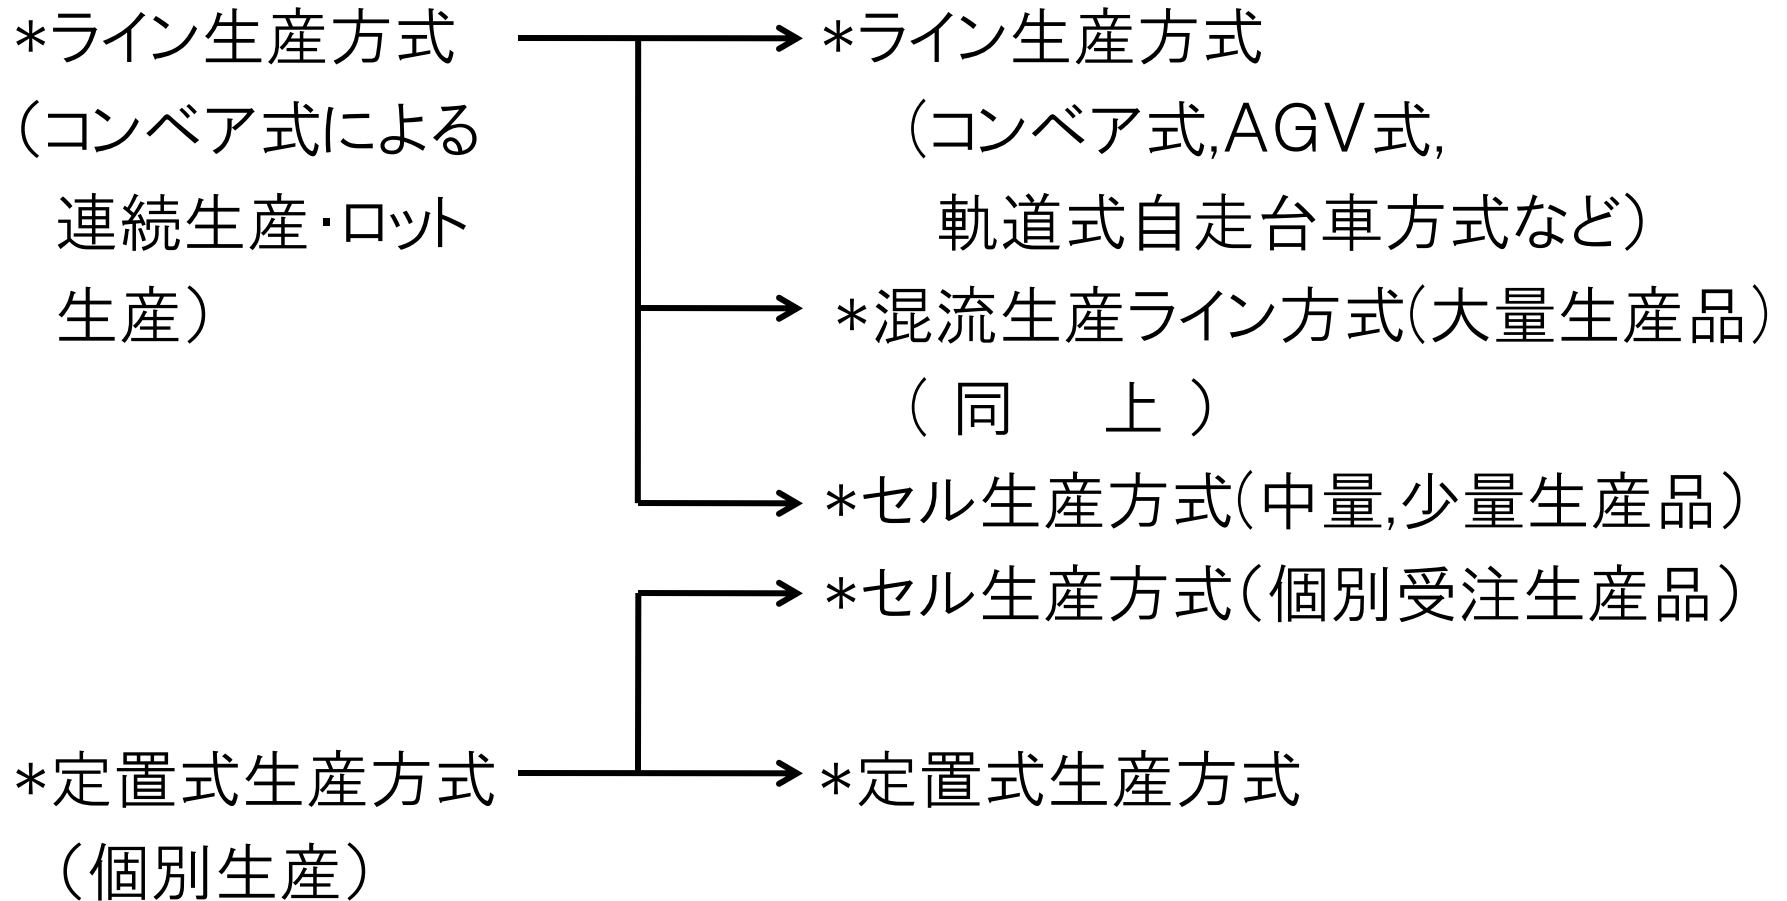 *ライン生産方式
(コンベア式による
連続生産・ロット
生産)
*定置式生産方式
(個別生産)
*ライン生産方式
(コンベア式,AGV式,
軌道式自走台車方式など)
*混流生産ライン方式(大量生産品)
( 同　上 )
*セル生産方式(中量,少量生産品)
*セル生産方式(個別受注生産品)
*定置式生産方式